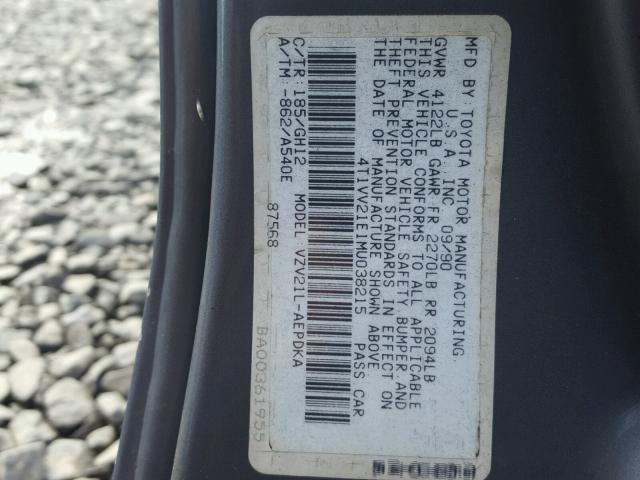 MFD BY: TOYOTA MOTOR MANUFACTURING.
U.S.A. INC 09/90
GVWR 4122LB GAWR FR 2270LB RR 2094LB
THIS VEHICLE CONFORMS TO ALL APPLICABLE
FEDERAL MOTOR VEHICLE SAFETY BUMPER AND
THEFT PREVENTION STANDARDS IN EFFECT ON
THE DATE OF MANUFACTURE SHOWN ABOVE
4T1VV21E1MU038215 PASS CAR
C/TR:185/GH12 MODEL:VZV21L-AEPDKA
A/TM:-862/A540E
87568
BA00361955